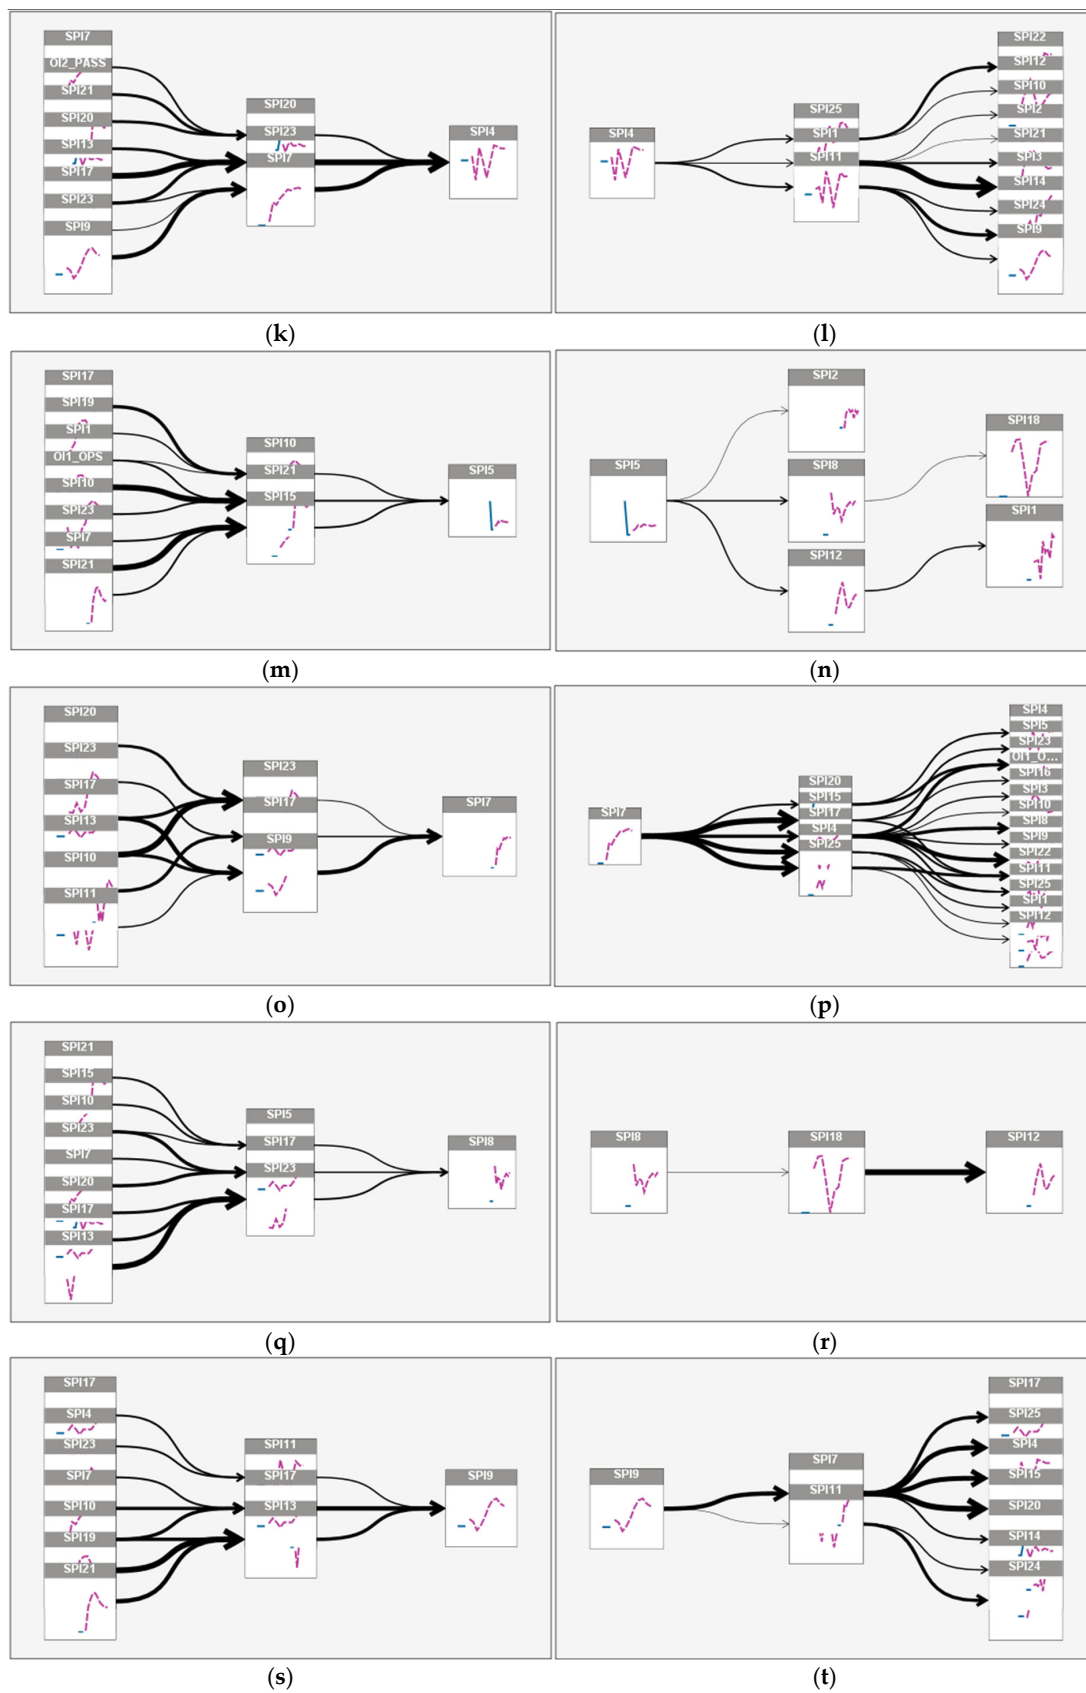 SPI7
OI2_PASS
SPI21
SPI20
SPI13
SPI17
SPI23
SPI9
SPI20
SPI23
SPI7
SPI4
(k)
SPI4
SPI25
SPI1
SPI11
SPI22
SPI12
SPI10
SPI2
SPI21
SPI3
SPI14
SPI24
SPI9
(l)
SPI17
SPI19
SPI1
OI1_OPS
SPI10
SPI23
SPI7
SPI21
SPI10
SPI21
SPI15
SPI5
(m)
SPI5
SPI2
SPI8
SPI12
SPI18
SPI1
(n)
SPI20
SPI23
SPI17
SPI13
SPI10
SPI11
SPI23
SPI17
SPI9
SPI7
(o)
SPI7
SPI20
SPI15
SPI17
SPI4
SPI25
SPI4
SPI5
SPI23
OI1_O...
SPI16
SPI3
SPI10
SPI8
SPI9
SPI22
SPI11
SPI25
SPI1
SPI12
(p)
SPI21
SPI15
SPI10
SPI23
SPI7
SPI20
SPI17
SPI13
SPI5
SPI17
SPI23
SPI8
(q)
SPI8
SPI18
SPI12
(r)
SPI17
SPI4
SPI23
SPI7
SPI10
SPI19
SPI21
SPI11
SPI17
SPI13
SPI9
(s)
SPI9
SPI7
SPI11
SPI17
SPI25
SPI4
SPI15
SPI20
SPI14
SPI24
(t)